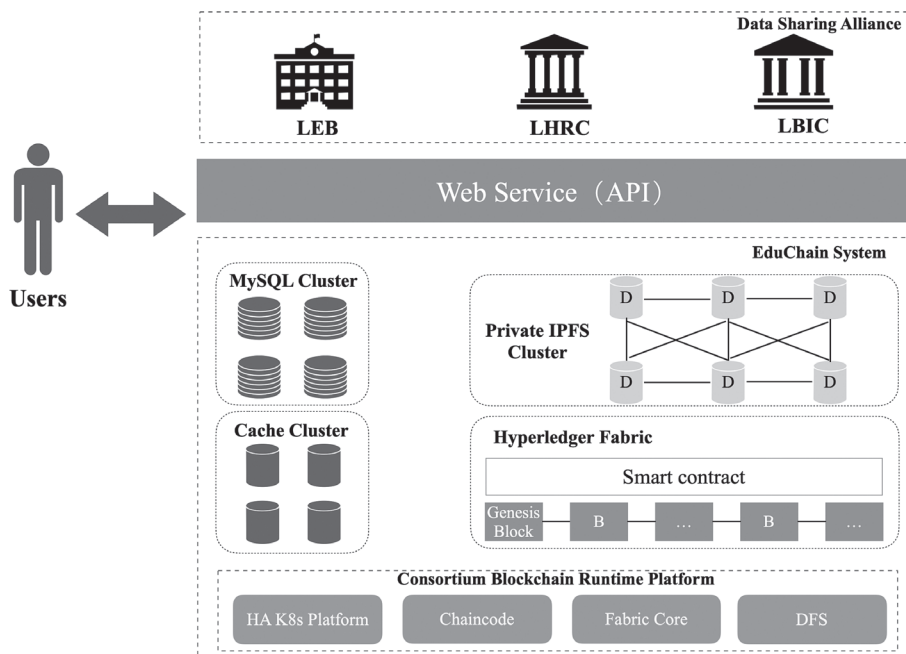 Data Sharing Alliance
LEB
LHRC
LBIC
Web Service（API）
Users
EduChain System
MySQL Cluster
D
D
D
Private IPFS
Cluster
D
D
D
Cache Cluster
Hyperledger Fabric
Smart contract
Genesis
Block
B
…
B
…
Consortium Blockchain Runtime Platform
HA K8s Platform
Chaincode
Fabric Core
DFS